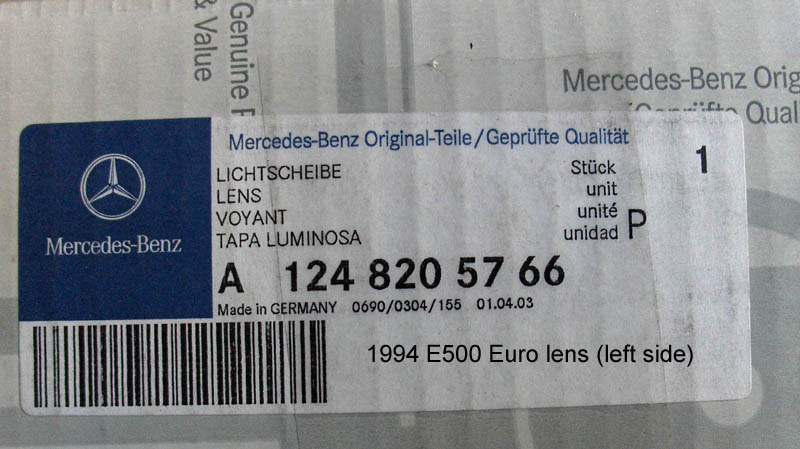 Genuine
& Value
Mercedes-Benz Orig
Geprüfte Qual
Mercedes-Benz Original-Teile/Geprüfte Qualität
LICHTSCHEIBE Stück 1
LENS unit
VOYANT unité
TAPA LUMINOSA unidad P
A 124 820 57 66
Made in GERMANY 0690/0304/155 01.04.03
Mercedes-Benz
1994 E500 Euro lens (left side)